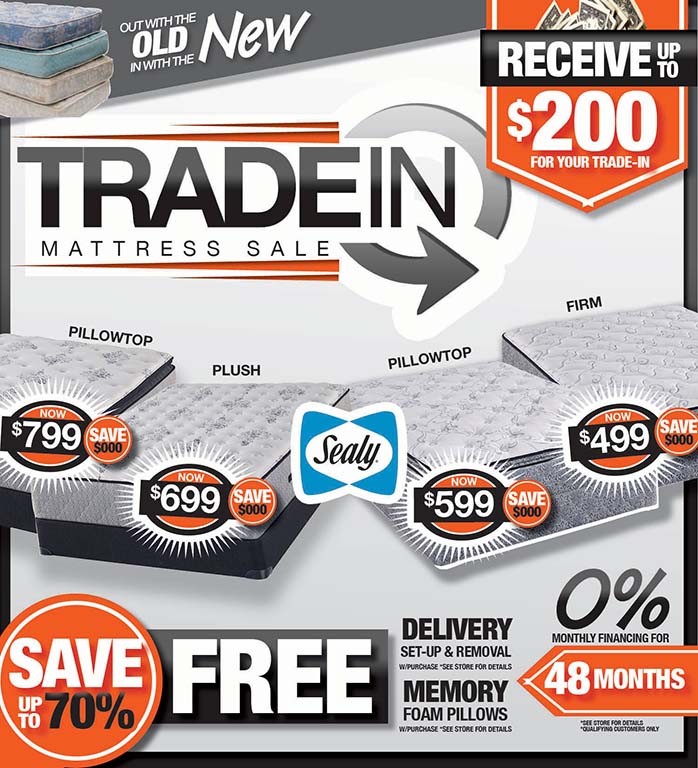 OUT WITH THE
OLD
IN WITH THE
New
RECEIVE UP TO
$200
FOR YOUR TRADE-IN
TRADEIN
MATTRESS SALE
PILLOWTOP
PLUSH
PILLOWTOP
FIRM
NOW
$799
SAVE
$000
NOW
$699
SAVE
$000
Sealy
NOW
$599
SAVE
$000
NOW
$499
SAVE
$000
SAVE
UP TO 70%
FREE
DELIVERY
SET-UP & REMOVAL
W/PURCHASE *SEE STORE FOR DETAILS
MEMORY
FOAM PILLOWS
W/PURCHASE *SEE STORE FOR DETAILS
0%
MONTHLY FINANCING FOR
48 MONTHS
*SEE STORE FOR DETAILS
*QUALIFYING CUSTOMERS ONLY